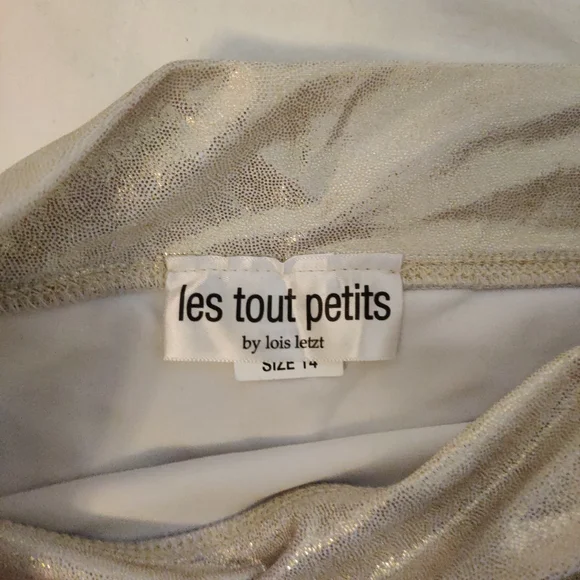 les tout petits
by lois letzt
SIZE 14